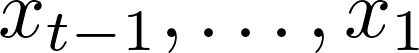 x_{t-1}, . . . , x_1